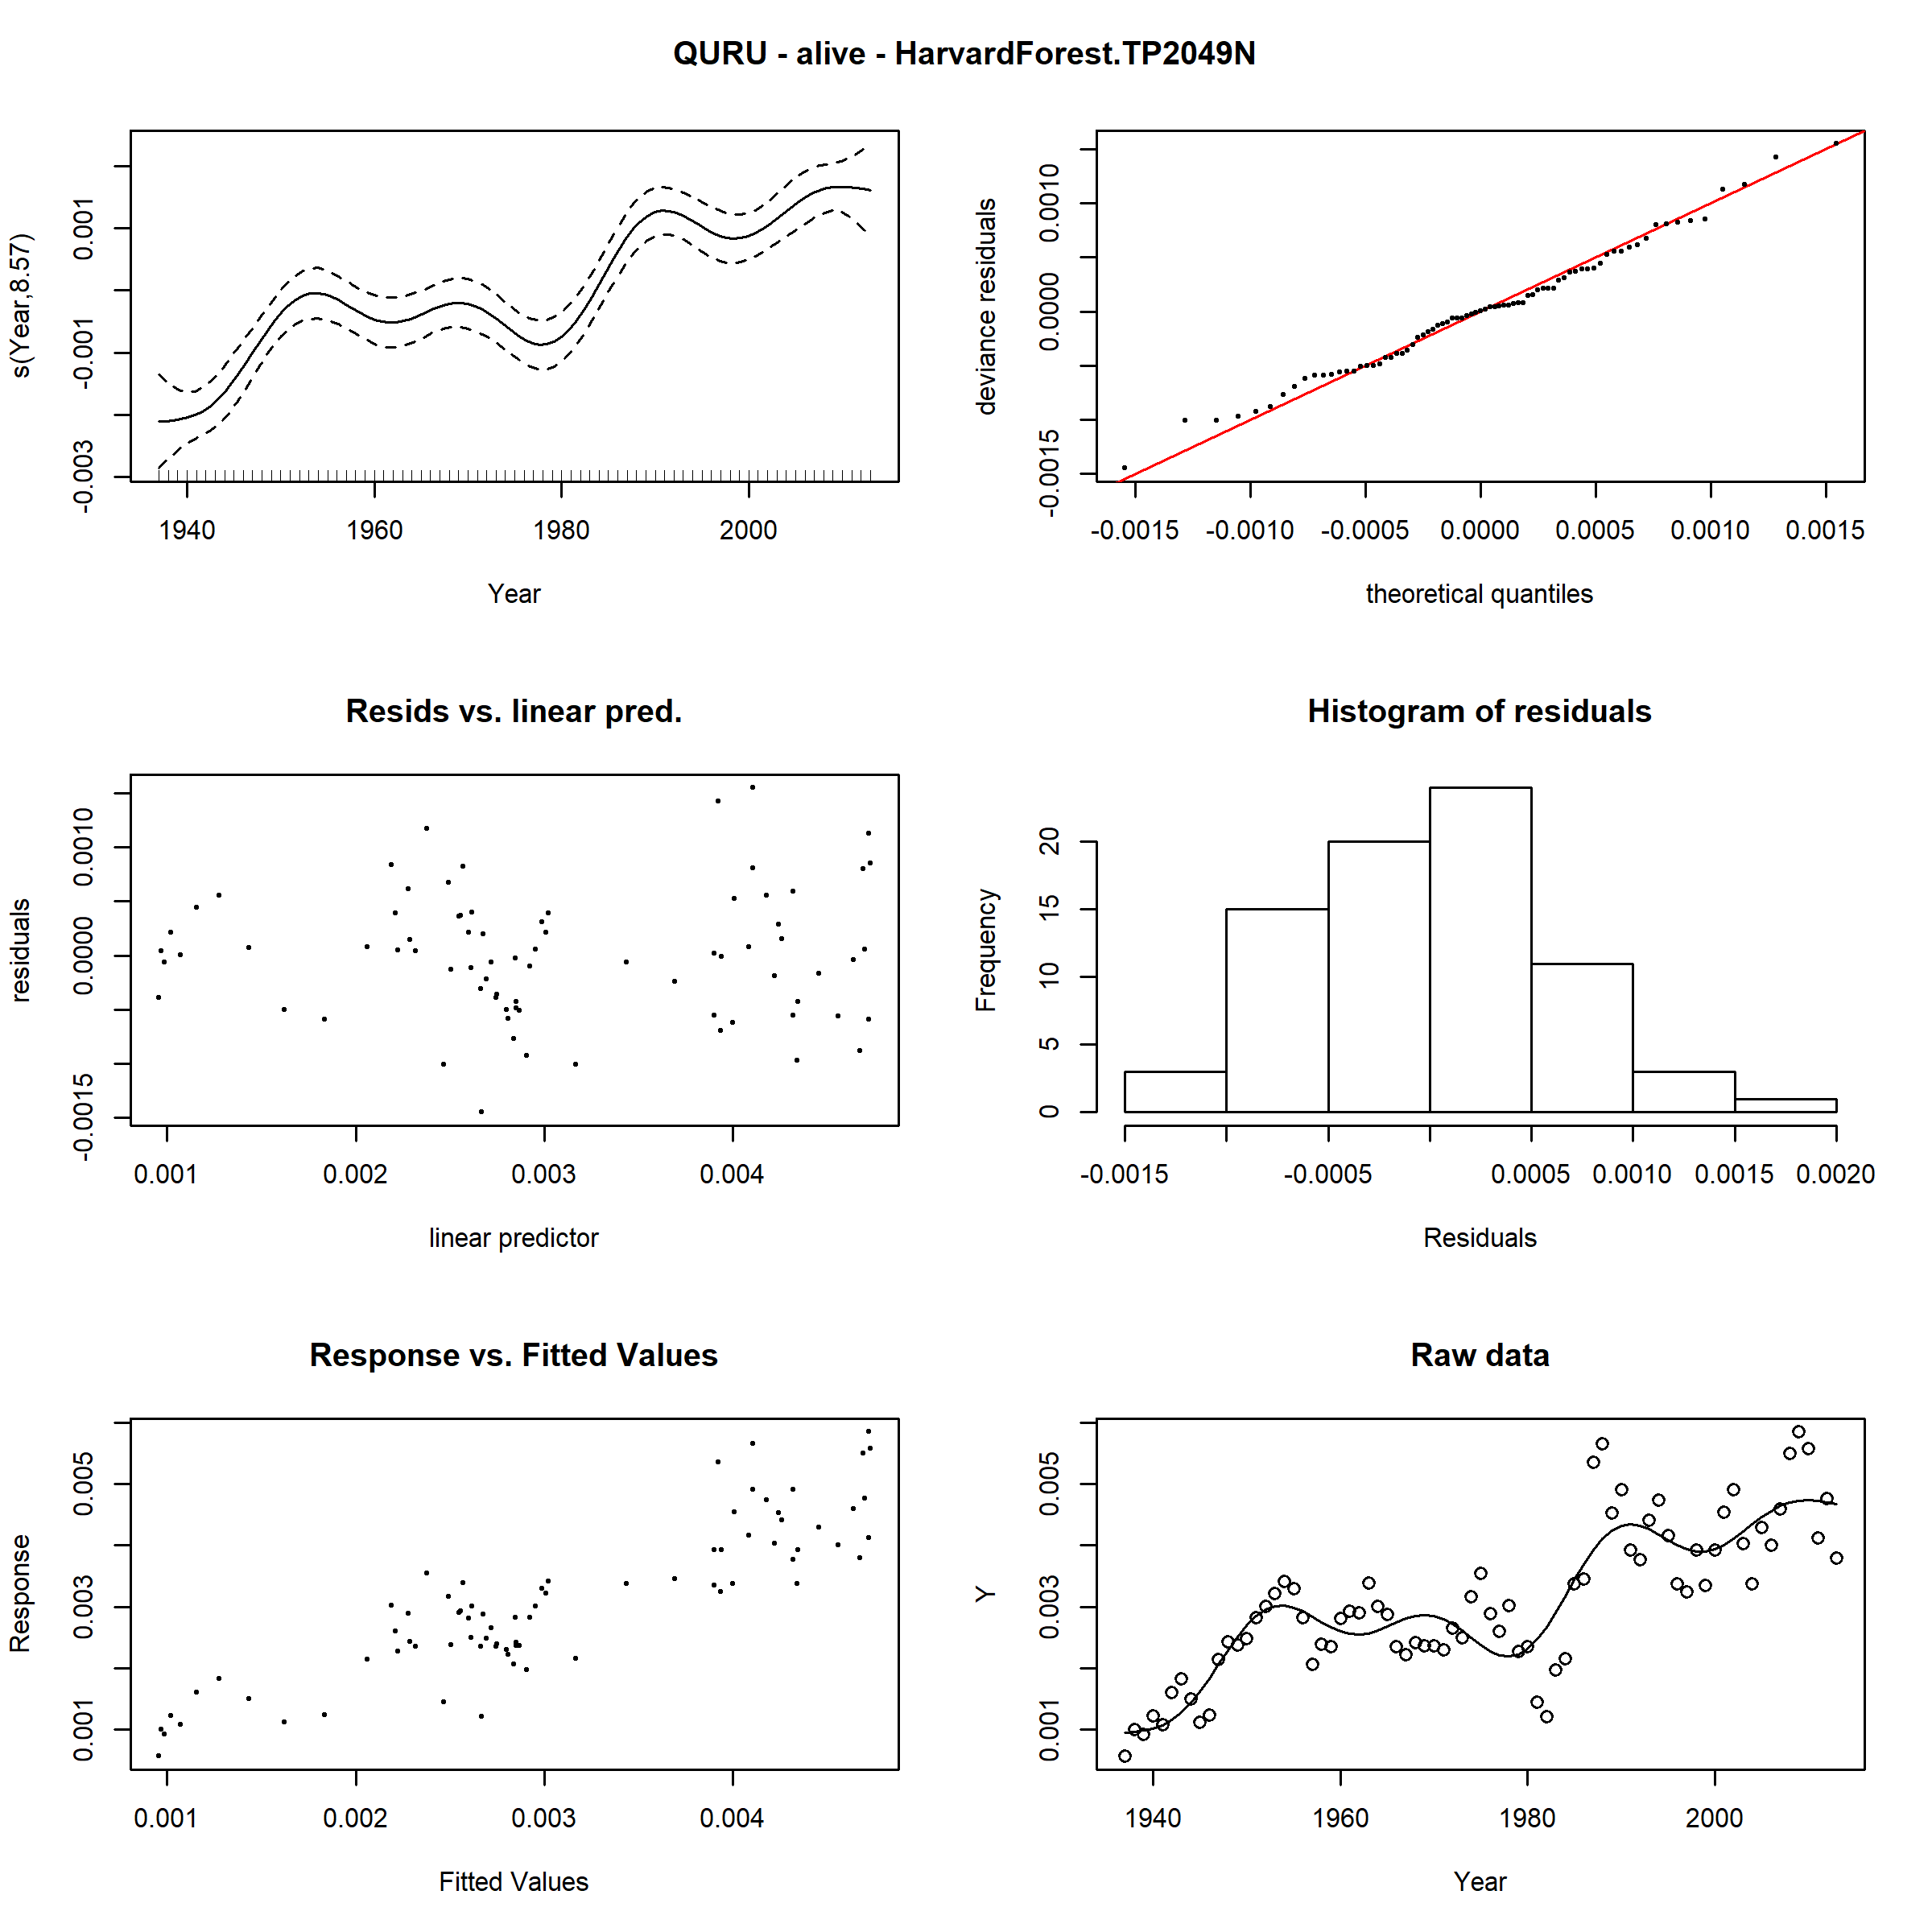 QURU - alive - HarvardForest.TP2049N
s(Year,8.57)
-0.003 -0.001 0.001
1940 1960 1980 2000
Year
deviance residuals
-0.0015 0.0000 0.0010
-0.0015 -0.0010 -0.0005 0.0000 0.0005 0.0010 0.0015
theoretical quantiles
Resids vs. linear pred.
residuals
-0.0015 0.0000 0.0010
0.001 0.002 0.003 0.004
linear predictor
Histogram of residuals
Frequency
0 5 10 15 20
-0.0015 -0.0005 0.0005 0.0010 0.0015 0.0020
Residuals
Response vs. Fitted Values
Response
0.001 0.003 0.005
0.001 0.002 0.003 0.004
Fitted Values
Raw data
Y
0.001 0.003 0.005
1940 1960 1980 2000
Year